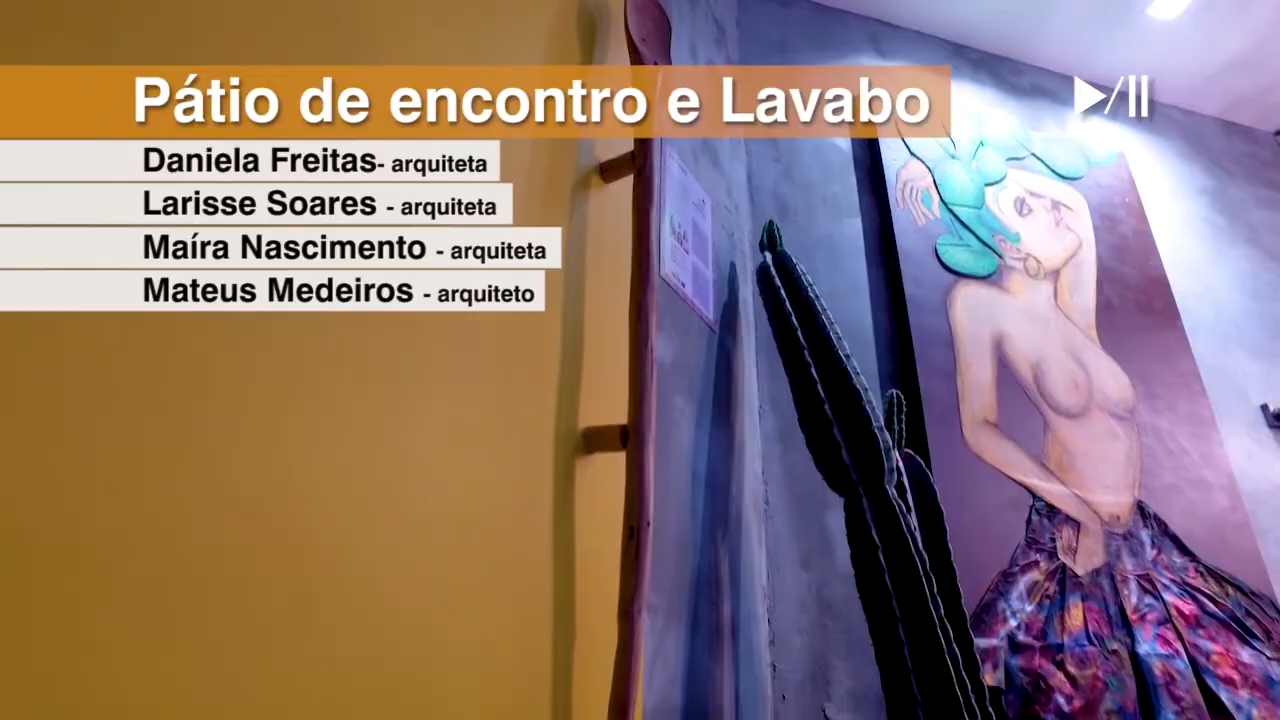 Pátio de encontro e Lavabo
Daniela Freitas- arquiteta
Larisse Soares - arquiteta
Maíra Nascimento - arquiteta
Mateus Medeiros - arquiteto